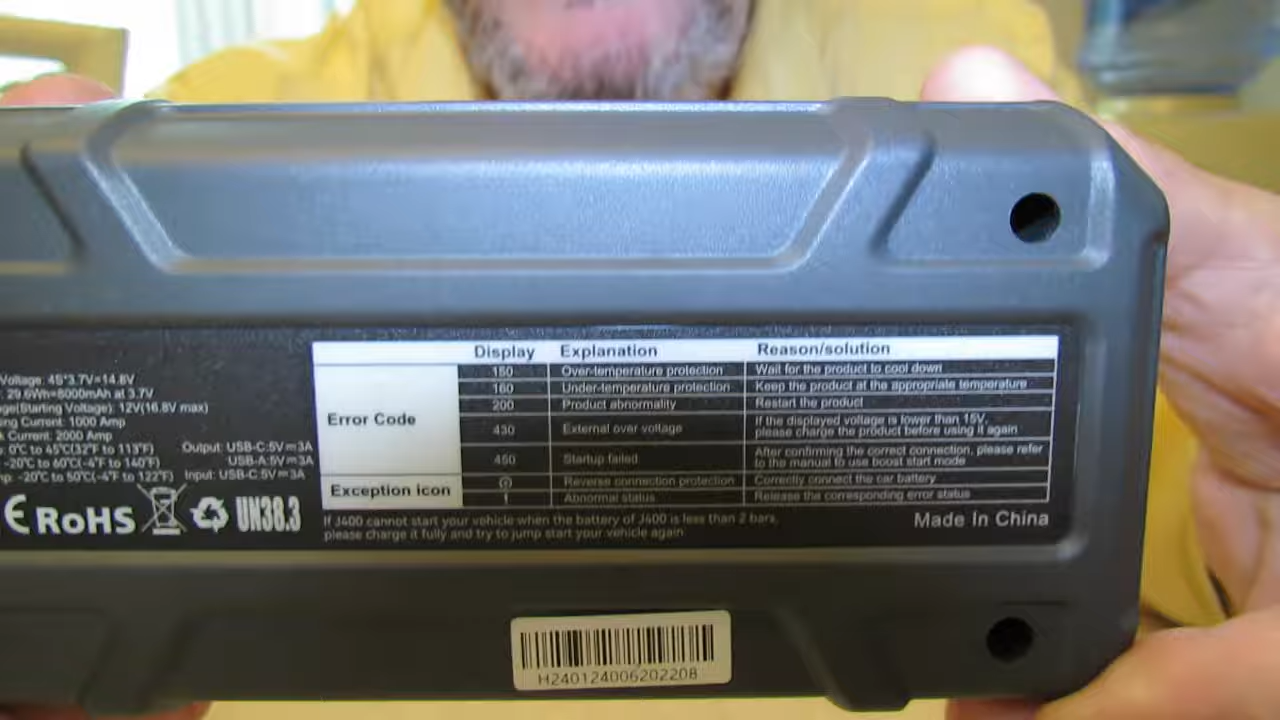 Voltage: 4S*3.7V=14.8V
: 29.6Wh=8000mAh at 3.7V
ge(Starting Voltage): 12V(16.8V max)
ng Current: 1000 Amp
k Current: 2000 Amp
p: 0°C to 45°C(32°F to 113°F)
-20°C to 60°C(-4°F to 140°F)
mp: -20°C to 50°C(-4°F to 122°F)
Output: USB-C:5V⎓3A
USB-A:5V⎓3A
Input: USB-C:5V⎓3A
CE RoHS UN38.3
Display Explanation Reason/solution
Error Code
150 Over-temperature protection Wait for the product to cool down
160 Under-temperature protection Keep the product at the appropriate temperature
200 Product abnormality Restart the product
430 External over voltage If the displayed voltage is lower than 15V,
please charge the product before using it again
450 Startup failed After confirming the correct connection, please refer
to the manual to use boost start mode
Exception icon
Reverse connection protection Correctly connect the car battery
! Abnormal status Release the corresponding error status
If J400 cannot start your vehicle when the battery of J400 is less than 2 bars,
please charge it fully and try to jump start your vehicle again
Made In China
H240124006202208